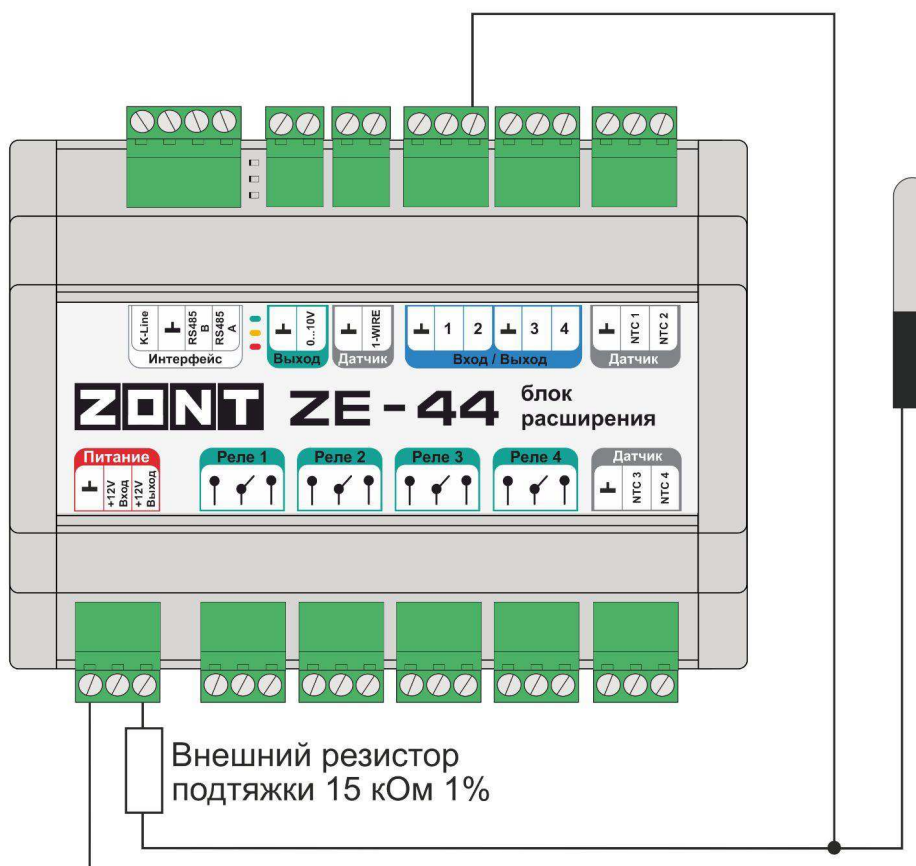 K-Line
RS485
B
RS485
A
Интерфейс
0...10V
Выход
1-WIRE
Датчик
1 2 3 4
Вход / Выход
NTC 1
NTC 2
Датчик
ZONT ZE-44
блок
расширения
Питание
+12V
Вход
+12V
Выход
Реле 1
Реле 2
Реле 3
Реле 4
Датчик
NTC 3
NTC 4
Внешний резистор
подтяжки 15 кОм 1%